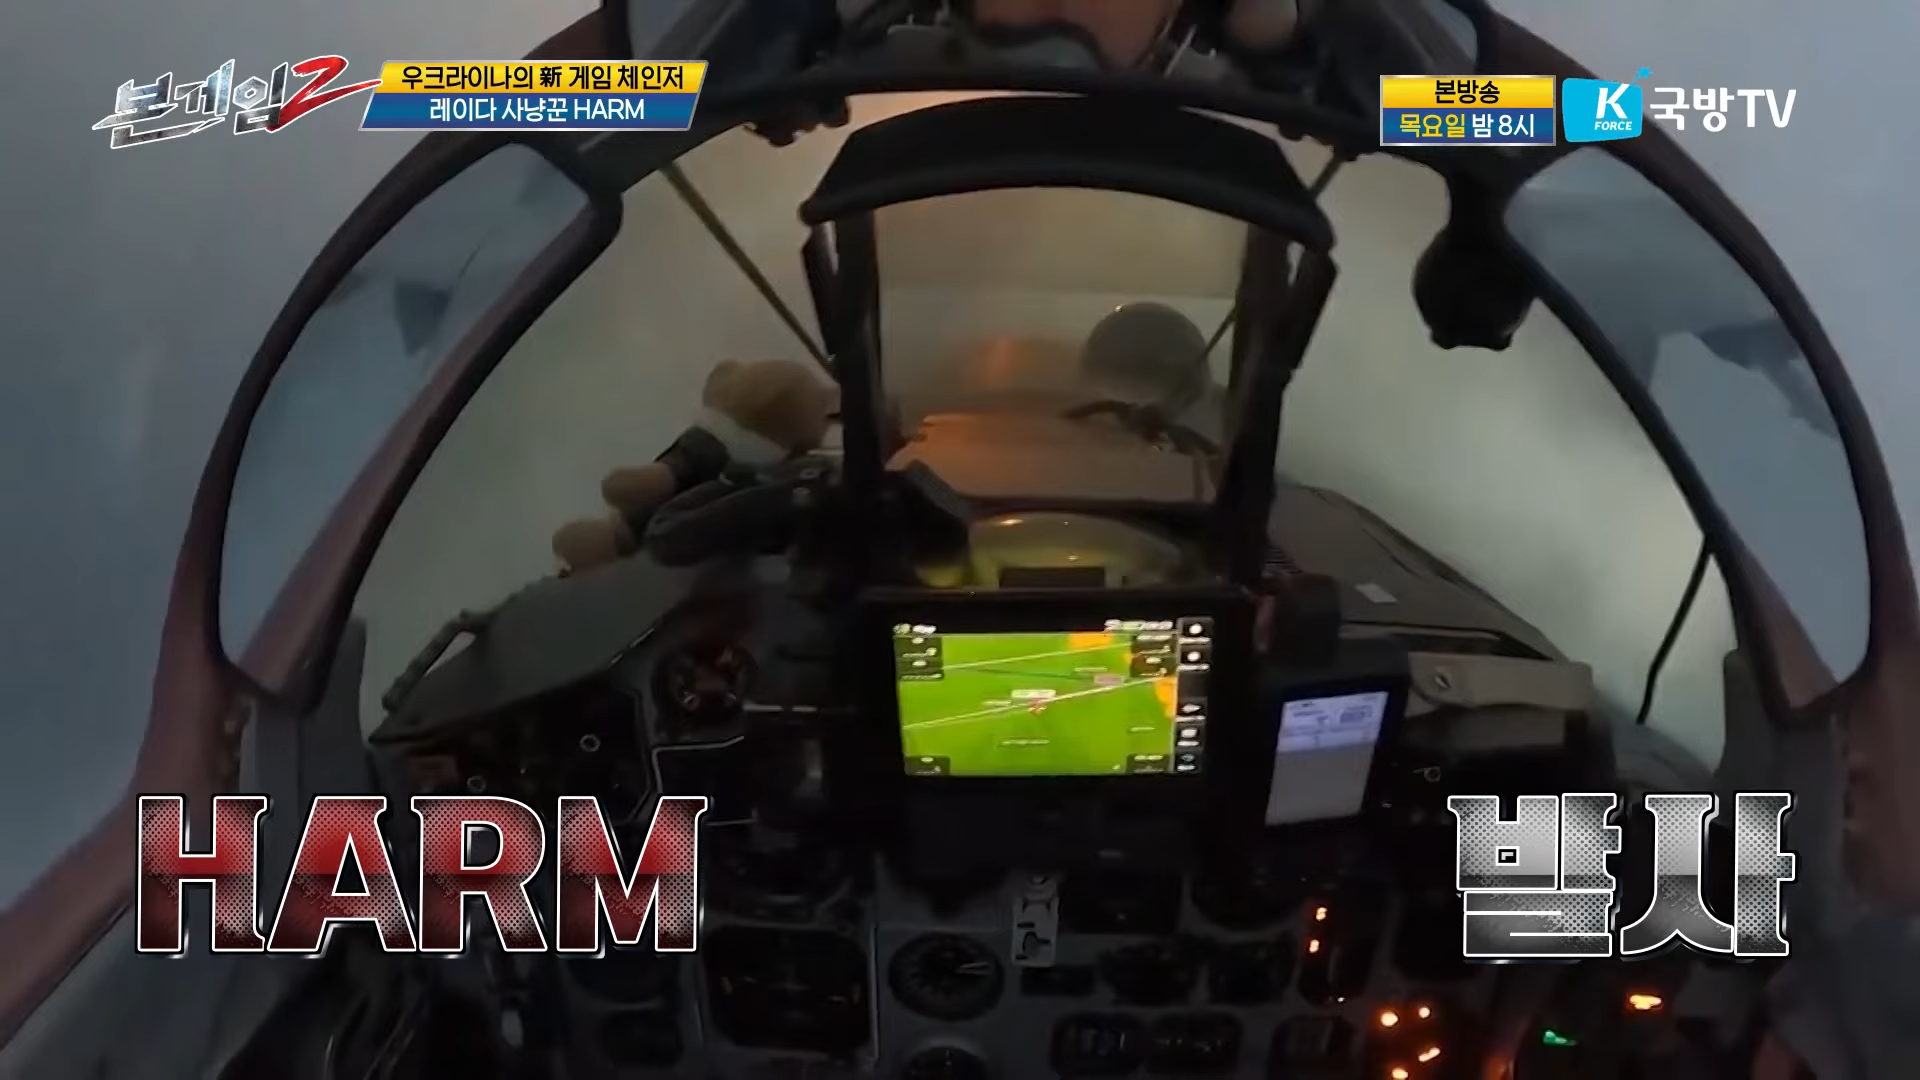 본게임2
우크라이나의 新 게임 체인저
레이다 사냥꾼 HARM
본방송
목요일 밤 8시
K
FORCE
국방TV
HARM
발사